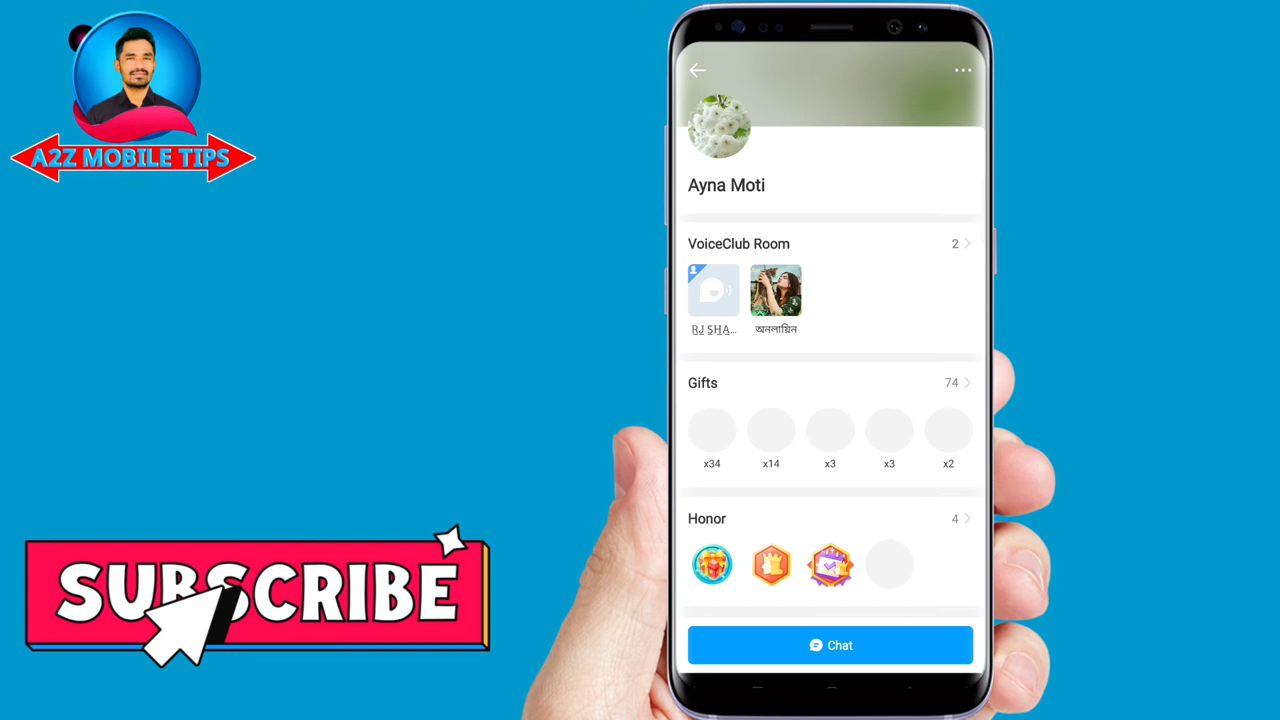 A2Z MOBILE TIPS
SUBSCRIBE
Ayna Moti
VoiceClub Room 2
RJ SHA...
অনলায়িন
Gifts 74
x34 x14 x3 x3 x2
Honor 4
Chat